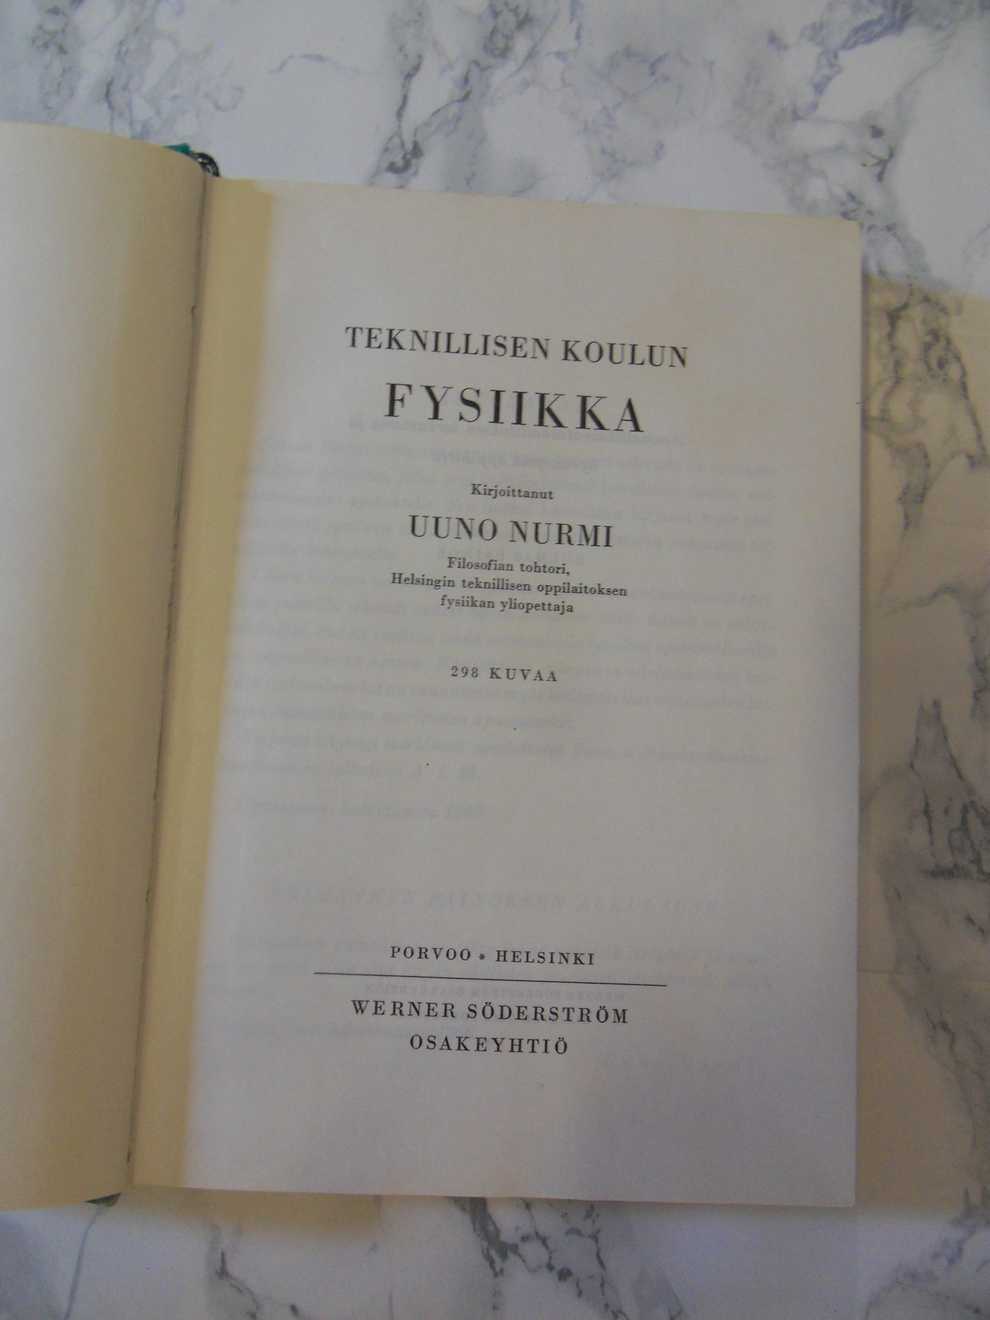 TEKNILLISEN KOULUN
FYSIIKKA
Kirjoittanut
UUNO NURMI
Filosofian tohtori,
Helsingin teknillisen oppilaitoksen
fysiikan yliopettaja
298 KUVAA
PORVOO * HELSINKI
WERNER SÖDERSTRÖM
OSAKEYHTIÖ